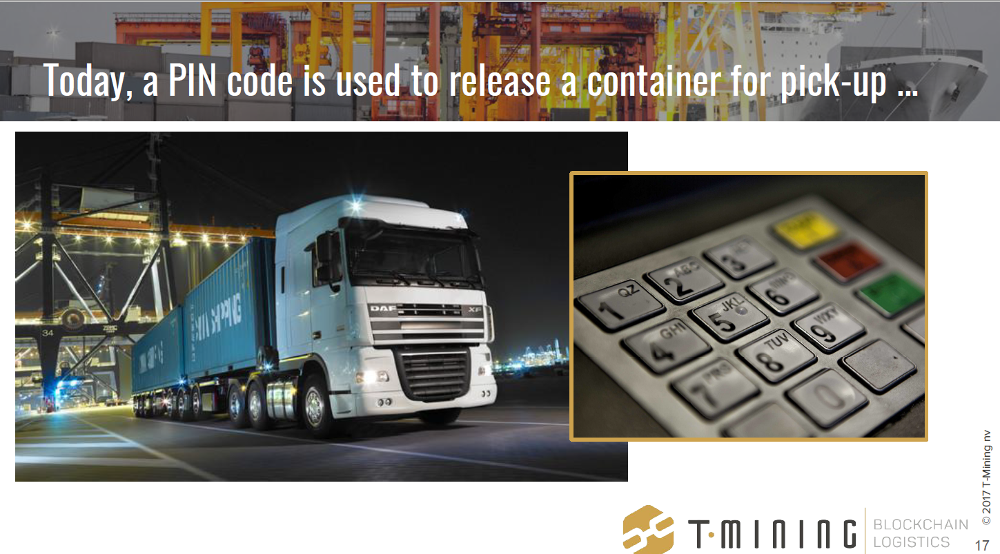 Today, a PIN code is used to release a container for pick-up ...
DAF
XF
34
1 QZ
2 ABC
3
4 GHI
5 JKL
6
7 PRS
8 TUV
9 WXY
0
© 2017 T-Mining nv
T·MINING
BLOCKCHAIN
LOGISTICS
17